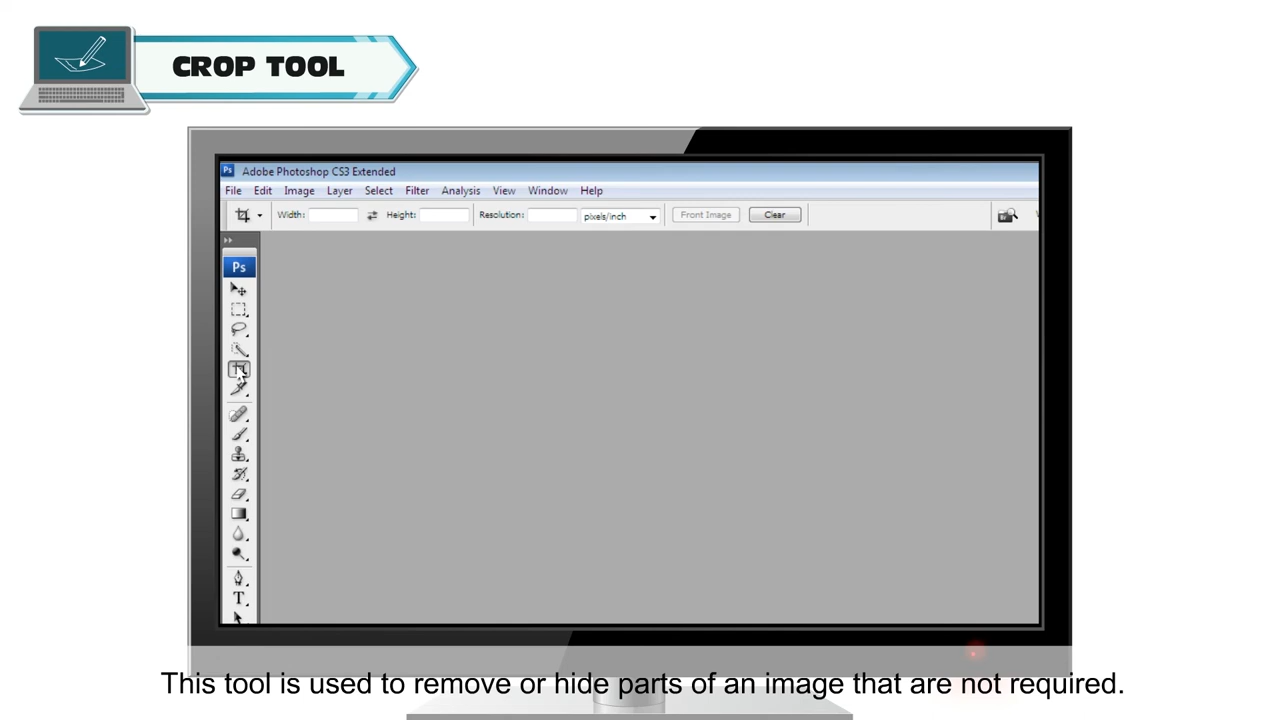 CROP TOOL
Ps Adobe Photoshop CS3 Extended
File Edit Image Layer Select Filter Analysis View Window Help
Width: Height: Resolution: pixels/inch Front Image Clear
Ps
T
This tool is used to remove or hide parts of an image that are not required.